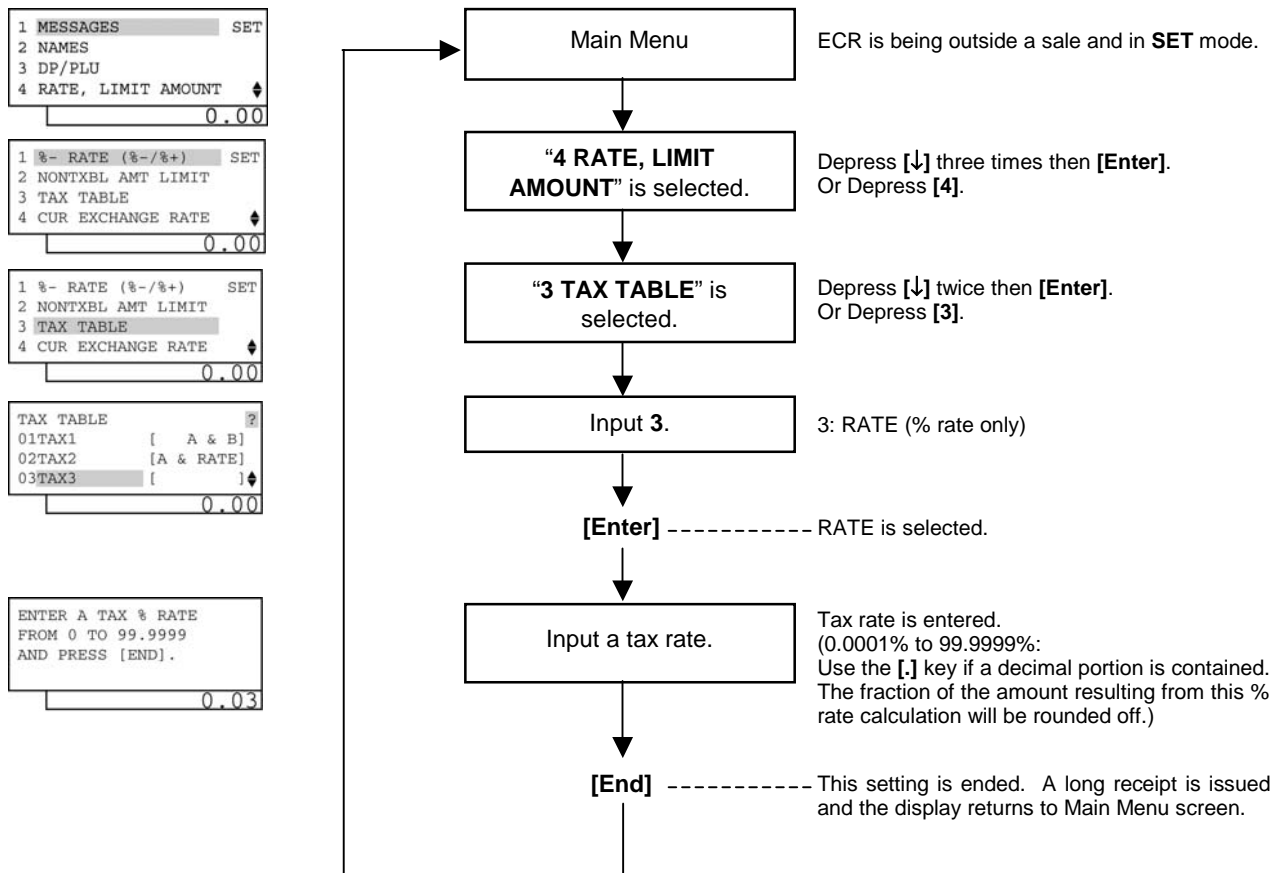 1 MESSAGES SET
2 NAMES
3 DP/PLU
4 RATE, LIMIT AMOUNT
0.00
Main Menu
ECR is being outside a sale and in SET mode.
1 %- RATE (%-/%+) SET
2 NONTXBL AMT LIMIT
3 TAX TABLE
4 CUR EXCHANGE RATE
0.00
“4 RATE, LIMIT
AMOUNT” is selected.
Depress [↓] three times then [Enter].
Or Depress [4].
1 %- RATE (%-/%+) SET
2 NONTXBL AMT LIMIT
3 TAX TABLE
4 CUR EXCHANGE RATE
0.00
“3 TAX TABLE” is
selected.
Depress [↓] twice then [Enter].
Or Depress [3].
TAX TABLE ?
01TAX1 [ A & B]
02TAX2 [A & RATE]
03TAX3 [ ]
0.00
Input 3.
3: RATE (% rate only)
[Enter]
RATE is selected.
ENTER A TAX % RATE
FROM 0 TO 99.9999
AND PRESS [END].
0.03
Input a tax rate.
Tax rate is entered.
(0.0001% to 99.9999%:
Use the [.] key if a decimal portion is contained.
The fraction of the amount resulting from this %
rate calculation will be rounded off.)
[End]
This setting is ended. A long receipt is issued
and the display returns to Main Menu screen.